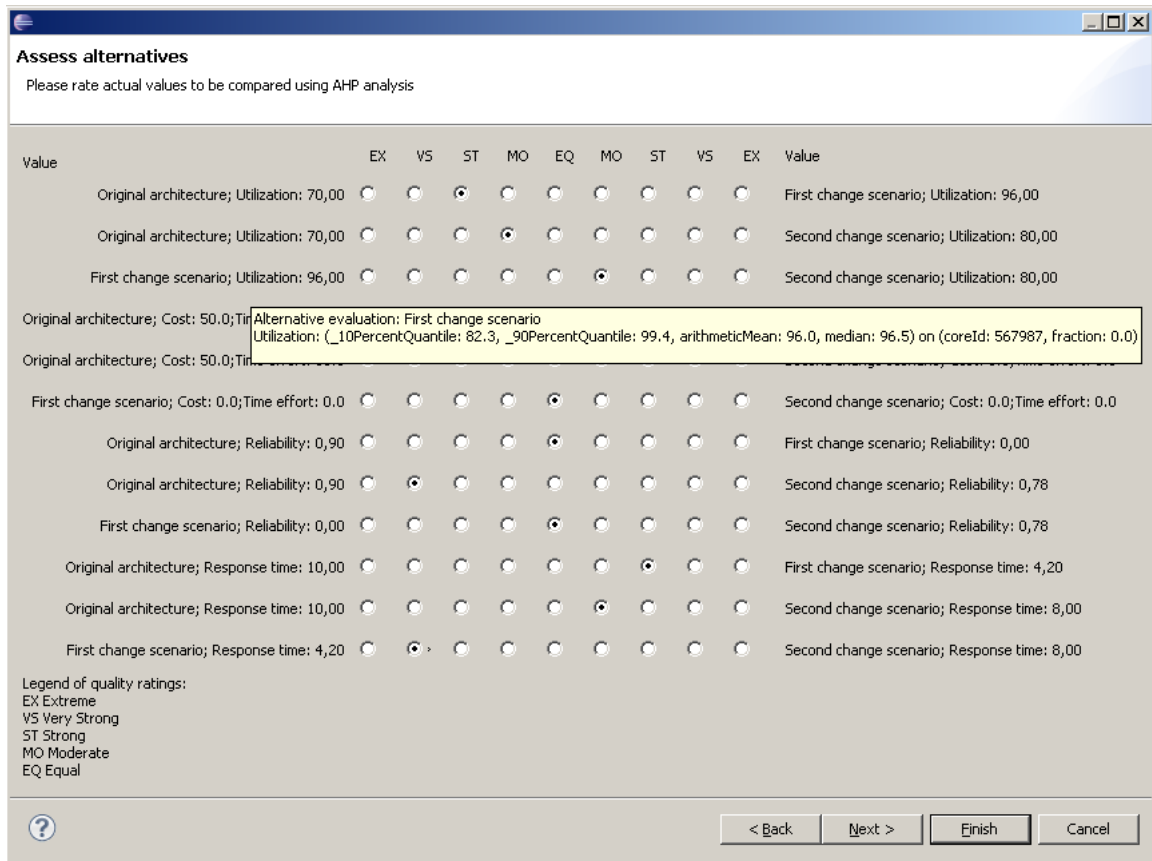 Assess alternatives
Please rate actual values to be compared using AHP analysis
Value EX VS ST MO EQ MO ST VS EX Value
Original architecture; Utilization: 70,00 First change scenario; Utilization: 96,00
Original architecture; Utilization: 70,00 Second change scenario; Utilization: 80,00
First change scenario; Utilization: 96,00 Second change scenario; Utilization: 80,00
Original architecture; Cost: 50.0;Ti
Alternative evaluation: First change scenario
Utilization: (_10PercentQuantile: 82.3, _90PercentQuantile: 99.4, arithmeticMean: 96.0, median: 96.5) on (coreId: 567987, fraction: 0.0)
Original architecture; Cost: 50.0;
First change scenario; Cost: 0.0;Time effort: 0.0 Second change scenario; Cost: 0.0;Time effort: 0.0
Original architecture; Reliability: 0,90 First change scenario; Reliability: 0,00
Original architecture; Reliability: 0,90 Second change scenario; Reliability: 0,78
First change scenario; Reliability: 0,00 Second change scenario; Reliability: 0,78
Original architecture; Response time: 10,00 First change scenario; Response time: 4,20
Original architecture; Response time: 10,00 Second change scenario; Response time: 8,00
First change scenario; Response time: 4,20 Second change scenario; Response time: 8,00
Legend of quality ratings:
EX Extreme
VS Very Strong
ST Strong
MO Moderate
EQ Equal
? < Back Next > Finish Cancel